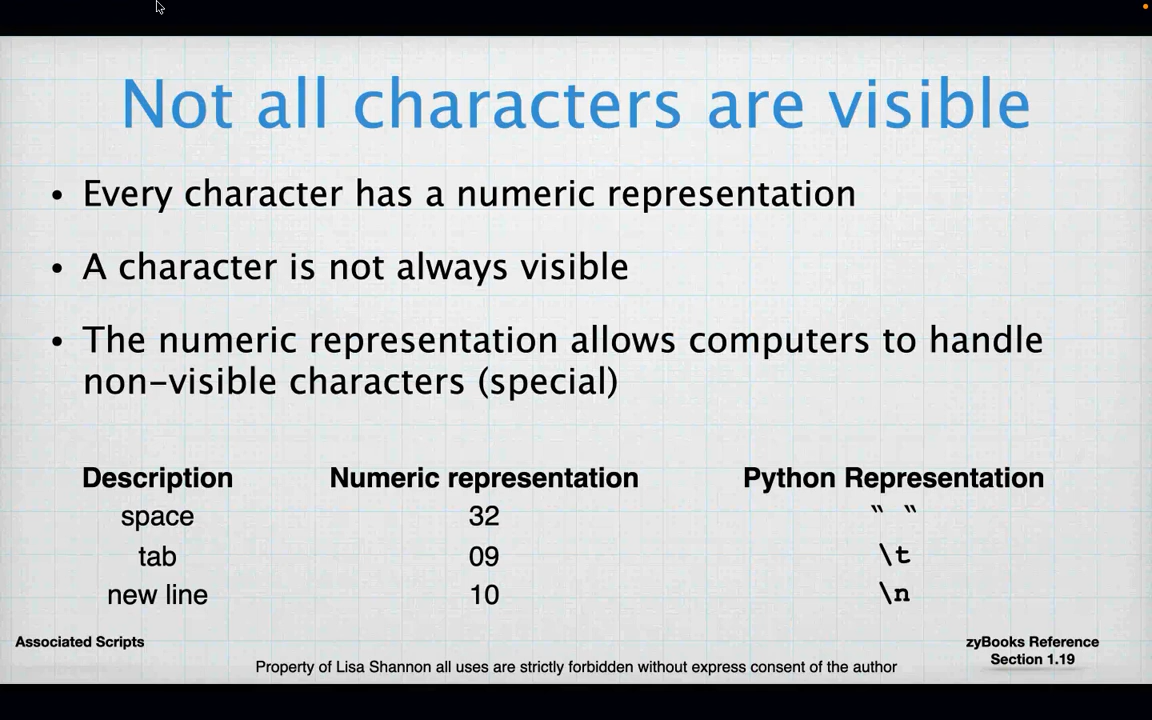 Not all characters are visible
• Every character has a numeric representation
• A character is not always visible
• The numeric representation allows computers to handle
non-visible characters (special)
Description Numeric representation Python Representation
space 32 " "
tab 09 \t
new line 10 \n
Associated Scripts
zyBooks Reference
Section 1.19
Property of Lisa Shannon all uses are strictly forbidden without express consent of the author